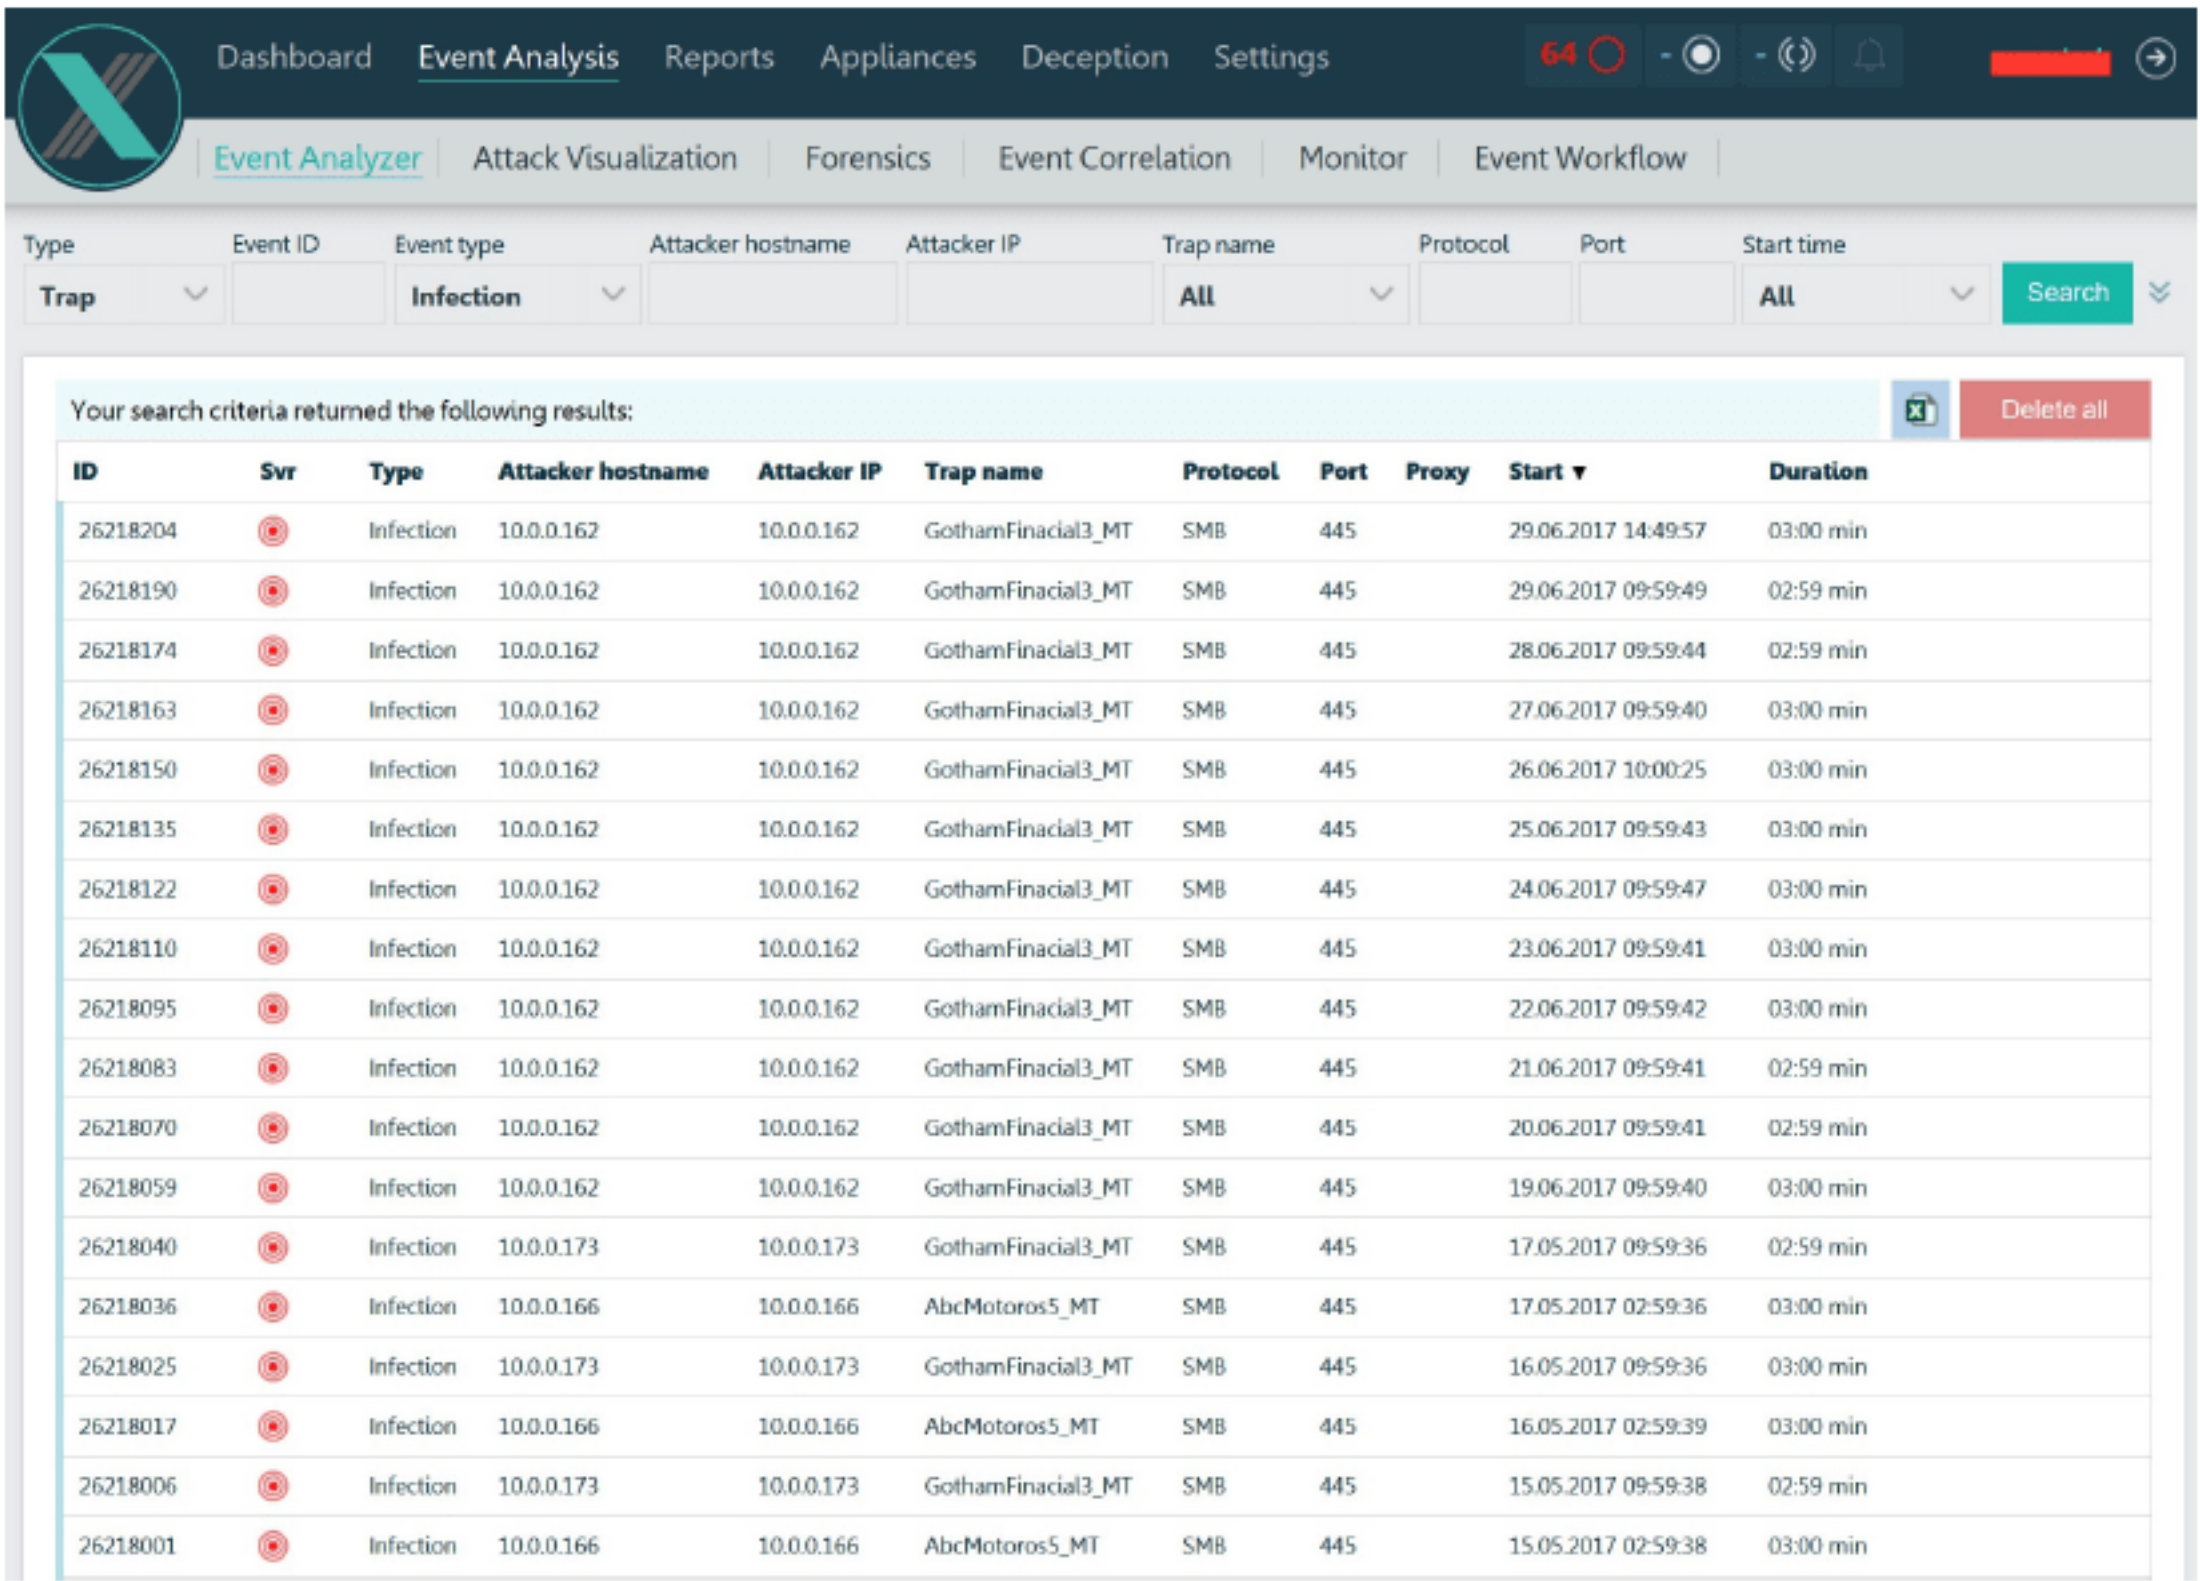 Dashboard Event Analysis Reports Appliances Deception Settings 64 - -
Event Analyzer Attack Visualization Forensics Event Correlation Monitor Event Workflow
Type Event ID Event type Attacker hostname Attacker IP Trap name Protocol Port Start time
Trap Infection All All Search
Your search criteria returned the following results: Delete all
ID Svr Type Attacker hostname Attacker IP Trap name Protocol Port Proxy Start ▼ Duration
26218204 Infection 10.0.0.162 10.0.0.162 GothamFinacial3_MT SMB 445 29.06.2017 14:49:57 03:00 min
26218190 Infection 10.0.0.162 10.0.0.162 GothamFinacial3_MT SMB 445 29.06.2017 09:59:49 02:59 min
26218174 Infection 10.0.0.162 10.0.0.162 GothamFinacial3_MT SMB 445 28.06.2017 09:59:44 02:59 min
26218163 Infection 10.0.0.162 10.0.0.162 GothamFinacial3_MT SMB 445 27.06.2017 09:59:40 03:00 min
26218150 Infection 10.0.0.162 10.0.0.162 GothamFinacial3_MT SMB 445 26.06.2017 10:00:25 03:00 min
26218135 Infection 10.0.0.162 10.0.0.162 GothamFinacial3_MT SMB 445 25.06.2017 09:59:43 03:00 min
26218122 Infection 10.0.0.162 10.0.0.162 GothamFinacial3_MT SMB 445 24.06.2017 09:59:47 03:00 min
26218110 Infection 10.0.0.162 10.0.0.162 GothamFinacial3_MT SMB 445 23.06.2017 09:59:41 03:00 min
26218095 Infection 10.0.0.162 10.0.0.162 GothamFinacial3_MT SMB 445 22.06.2017 09:59:42 03:00 min
26218083 Infection 10.0.0.162 10.0.0.162 GothamFinacial3_MT SMB 445 21.06.2017 09:59:41 02:59 min
26218070 Infection 10.0.0.162 10.0.0.162 GothamFinacial3_MT SMB 445 20.06.2017 09:59:41 02:59 min
26218059 Infection 10.0.0.162 10.0.0.162 GothamFinacial3_MT SMB 445 19.06.2017 09:59:40 03:00 min
26218040 Infection 10.0.0.173 10.0.0.173 GothamFinacial3_MT SMB 445 17.05.2017 09:59:36 02:59 min
26218036 Infection 10.0.0.166 10.0.0.166 AbcMotoros5_MT SMB 445 17.05.2017 02:59:36 03:00 min
26218025 Infection 10.0.0.173 10.0.0.173 GothamFinacial3_MT SMB 445 16.05.2017 09:59:36 03:00 min
26218017 Infection 10.0.0.166 10.0.0.166 AbcMotoros5_MT SMB 445 16.05.2017 02:59:39 03:00 min
26218006 Infection 10.0.0.173 10.0.0.173 GothamFinacial3_MT SMB 445 15.05.2017 09:59:38 02:59 min
26218001 Infection 10.0.0.166 10.0.0.166 AbcMotoros5_MT SMB 445 15.05.2017 02:59:38 03:00 min